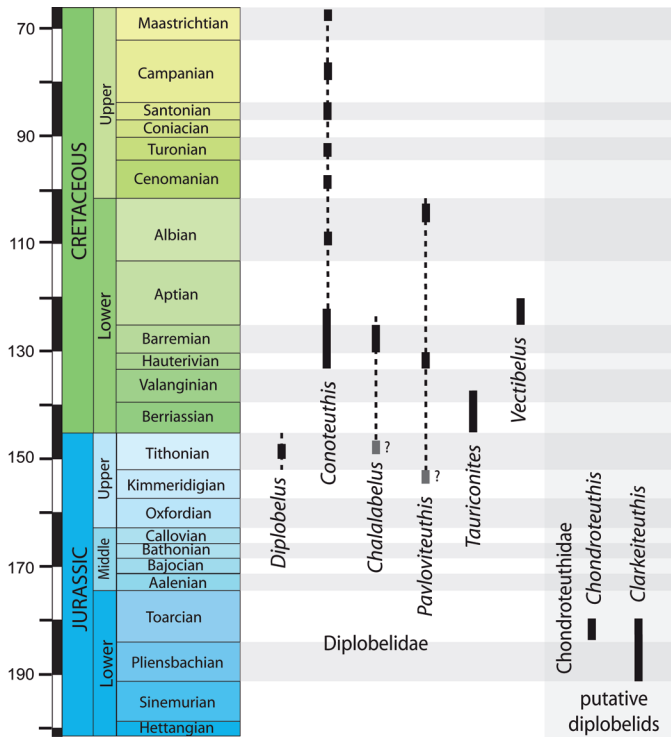 70
90
110
130
150
170
190
CRETACEOUS
JURASSIC
Upper
Lower
Upper
Middle
Lower
Maastrichtian
Campanian
Santonian
Coniacian
Turonian
Cenomanian
Albian
Aptian
Barremian
Hauterivian
Valanginian
Berriassian
Tithonian
Kimmeridigian
Oxfordian
Callovian
Bathonian
Bajocian
Aalenian
Toarcian
Pliensbachian
Sinemurian
Hettangian
Diplobelus
Conoteuthis
Chalalabelus
?
Pavloviteuthis
?
Tauriconites
Vectibelus
Chondroteuthidae
Chondroteuthis
Clarkeiteuthis
Diplobelidae
putative
diplobelids